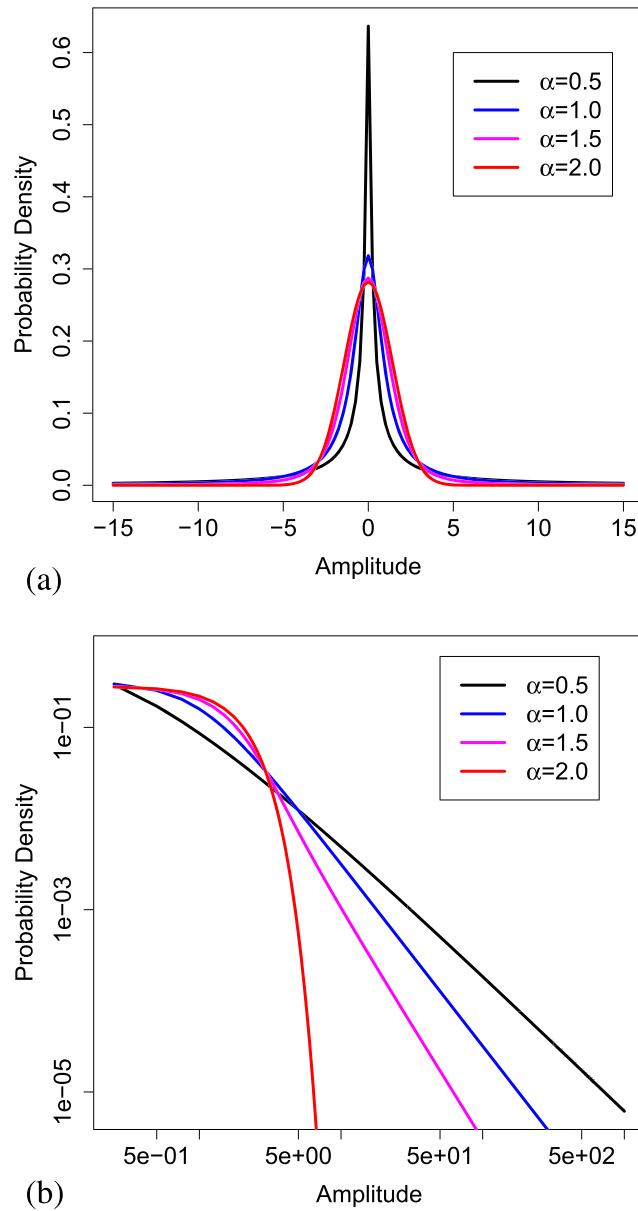 0.0 0.1 0.2 0.3 0.4 0.5 0.6
Probability Density
α=0.5
α=1.0
α=1.5
α=2.0
−15 −10 −5 0 5 10 15
Amplitude
(a)
1e−05 1e−03 1e−01
Probability Density
α=0.5
α=1.0
α=1.5
α=2.0
5e−01 5e+00 5e+01 5e+02
Amplitude
(b)